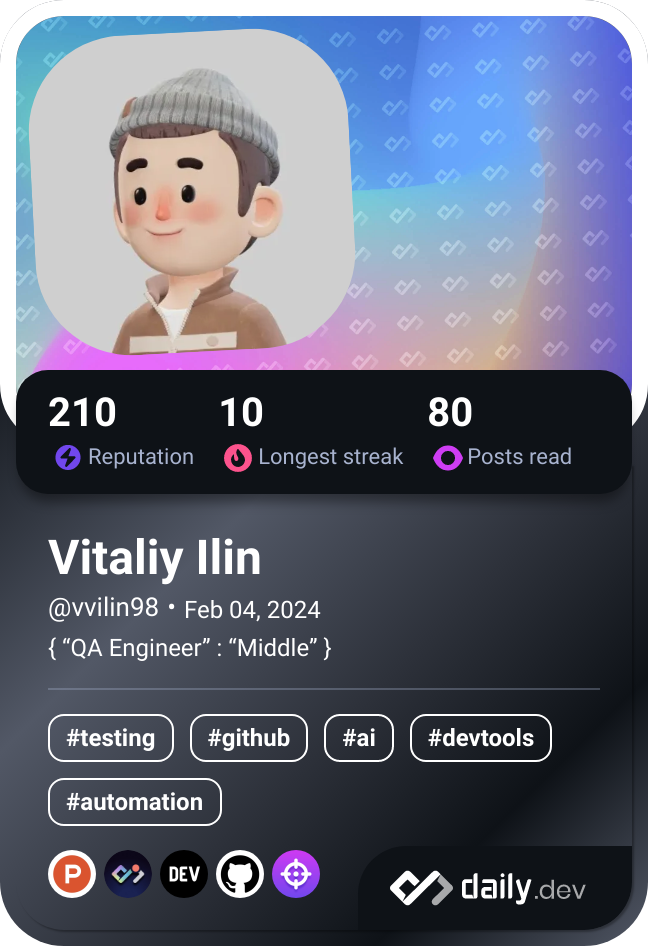 210 10 80
Reputation Longest streak Posts read
Vitaliy Ilin
@vvilin98 • Feb 04, 2024
{ “QA Engineer” : “Middle” }
#testing #github #ai #devtools
#automation
P DEV
daily.dev